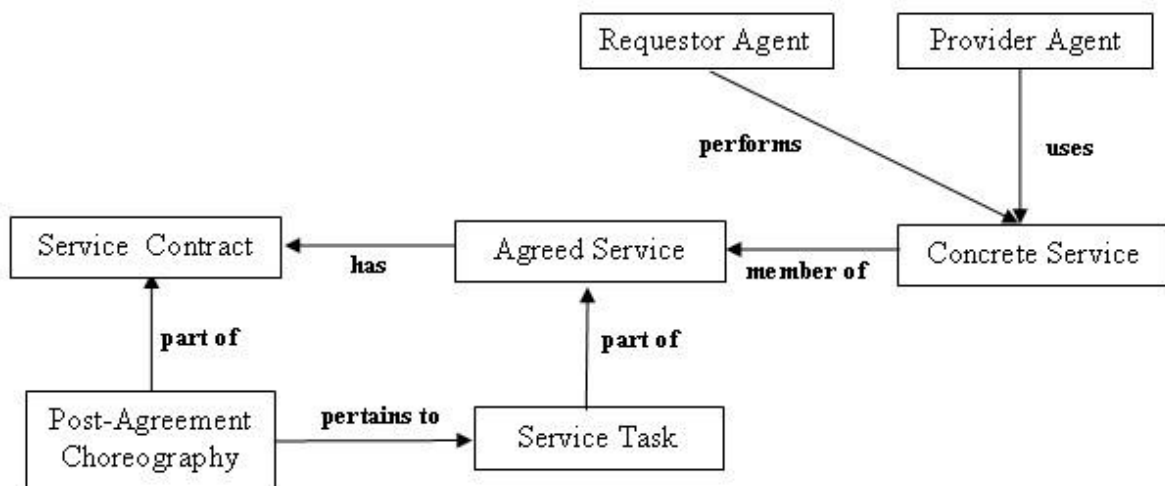 Requestor Agent
Provider Agent
performs
uses
Service Contract
Agreed Service
Concrete Service
has
member of
part of
part of
Post-Agreement
Choreography
pertains to
Service Task